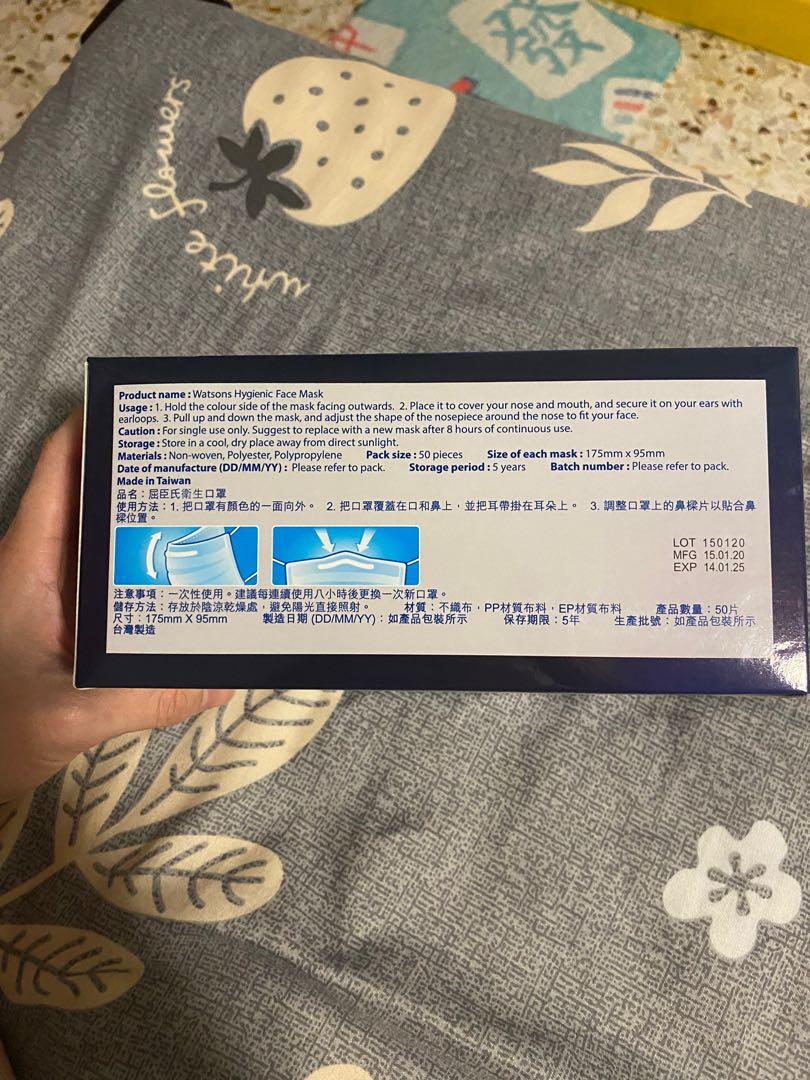 發
中
white flowers
Product name : Watsons Hygienic Face Mask
Usage : 1. Hold the colour side of the mask facing outwards. 2. Place it to cover your nose and mouth, and secure it on your ears with
earloops. 3. Pull up and down the mask, and adjust the shape of the nosepiece around the nose to fit your face.
Caution : For single use only. Suggest to replace with a new mask after 8 hours of continuous use.
Storage : Store in a cool, dry place away from direct sunlight.
Materials : Non-woven, Polyester, Polypropylene Pack size : 50 pieces Size of each mask : 175mm x 95mm
Date of manufacture (DD/MM/YY) : Please refer to pack. Storage period : 5 years Batch number : Please refer to pack.
Made in Taiwan
品名：屈臣氏衛生口罩
使用方法：1. 把口罩有顏色的一面向外。 2. 把口罩覆蓋在口和鼻上，並把耳帶掛在耳朵上。 3. 調整口罩上的鼻樑片以貼合鼻
樑位置。
LOT 150120
MFG 15.01.20
EXP 14.01.25
注意事項：一次性使用。建議每連續使用八小時後更換一次新口罩。
儲存方法：存放於陰涼乾燥處，避免陽光直接照射。 材質：不織布，PP材質布料，EP材質布料 產品數量：50片
尺寸：175mm X 95mm 製造日期 (DD/MM/YY)：如產品包裝所示 保存期限：5年 生產批號：如產品包裝所示
台灣製造